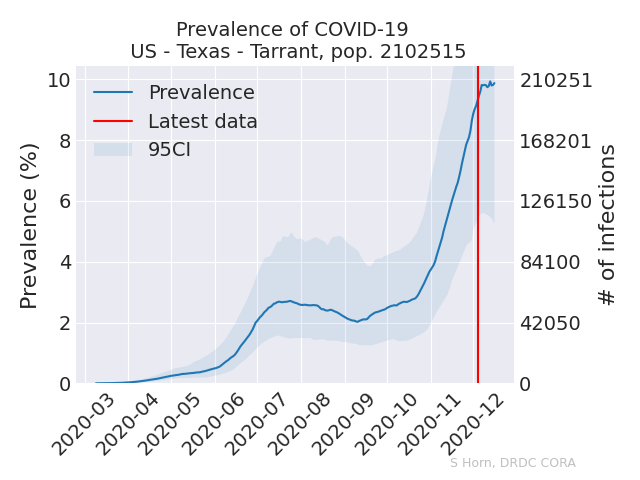 Prevalence of COVID-19
US - Texas - Tarrant, pop. 2102515
Prevalence
Latest data
95CI
Prevalence (%)
10
8
6
4
2
0
210251
168201
126150
84100
42050
0
# of infections
2020-03
2020-04
2020-05
2020-06
2020-07
2020-08
2020-09
2020-10
2020-11
2020-12
S Horn, DRDC CORA